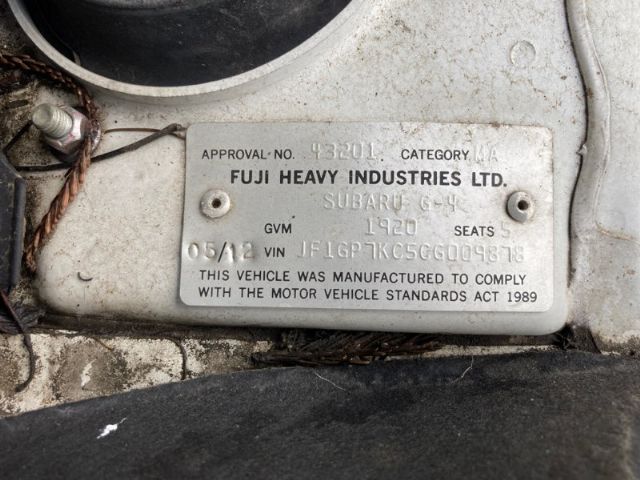 APPROVAL NO. 43201 CATEGORY MA
FUJI HEAVY INDUSTRIES LTD.
SUBARU G-4
GVM 1920 SEATS 5
05/12 VIN JF1GP7KC5CG009878
THIS VEHICLE WAS MANUFACTURED TO COMPLY
WITH THE MOTOR VEHICLE STANDARDS ACT 1989